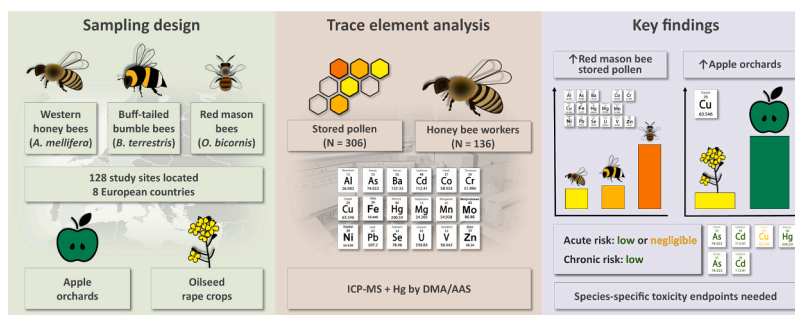 Sampling design
Western
honey bees
(A. mellifera)
Buff-tailed
bumble bees
(B. terrestris)
Red mason
bees
(O. bicornis)
128 study sites located
8 European countries
Apple
orchards
Oilseed
rape crops
Trace element analysis
Stored pollen
(N = 306)
Honey bee workers
(N = 136)
Al As Ba Cd Co Cr
Cu Fe Hg Mg Mn Mo
Ni Pb Se U V Zn
ICP-MS + Hg by DMA/AAS
Key findings
↑Red mason bee
stored pollen
↑Apple orchards
Cu
63.546
Acute risk: low or negligible
As Cd Cu Hg
Chronic risk: low
As Cd
Species-specific toxicity endpoints needed